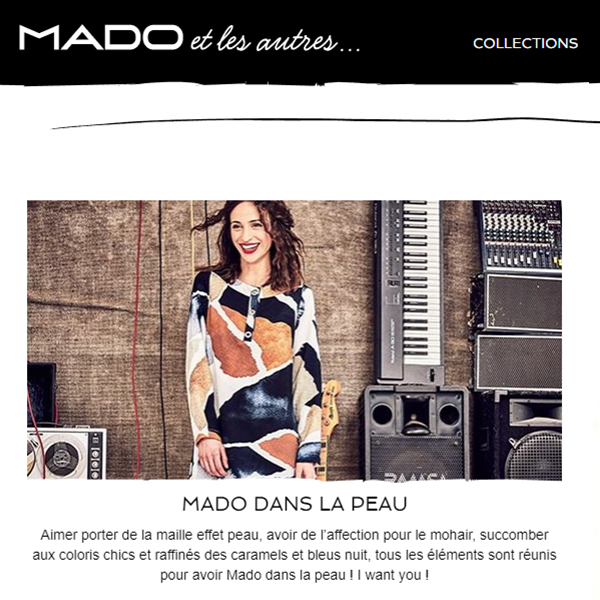 MADO et les autres...
COLLECTIONS
RAMSA
MADO DANS LA PEAU
Aimer porter de la maille effet peau, avoir de l'affection pour le mohair, succomber
aux coloris chics et raffinés des caramels et bleus nuit, tous les éléments sont réunis
pour avoir Mado dans la peau ! I want you !